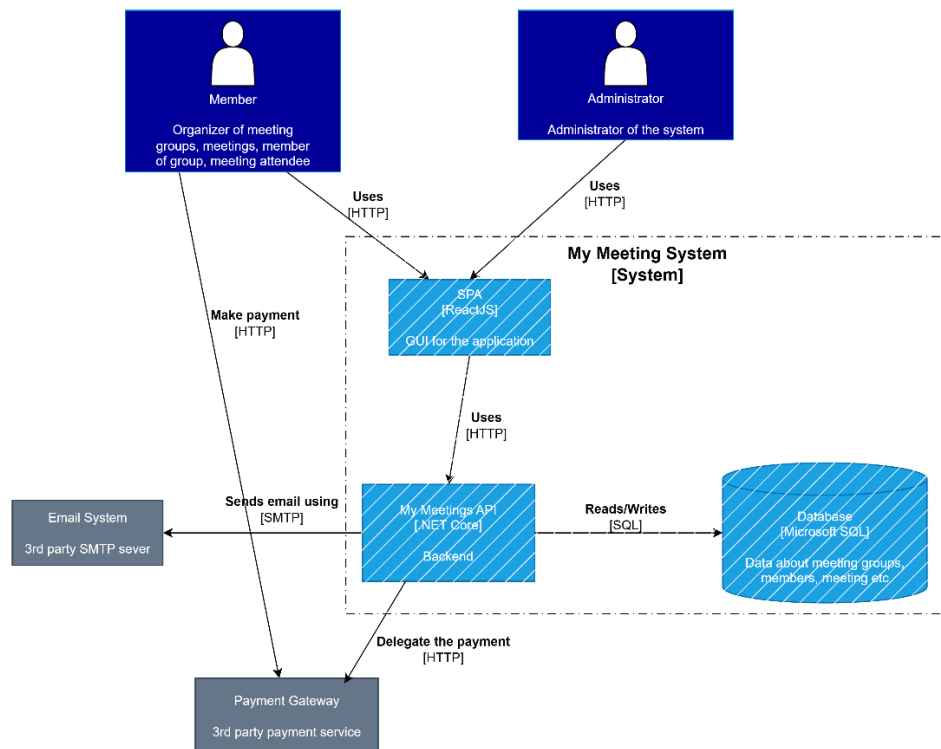 Member
Organizer of meeting
groups, meetings, member
of group, meeting attendee
Administrator
Administrator of the system
Uses
[HTTP]
Uses
[HTTP]
My Meeting System
[System]
SPA
[ReactJS]
GUI for the application
Make payment
[HTTP]
Uses
[HTTP]
Email System
3rd party SMTP sever
Sends email using
[SMTP]
My Meetings API
[.NET Core]
Backend
Reads/Writes
[SQL]
Database
[Microsoft SQL]
Data about meeting groups,
members, meeting etc
Delegate the payment
[HTTP]
Payment Gateway
3rd party payment service